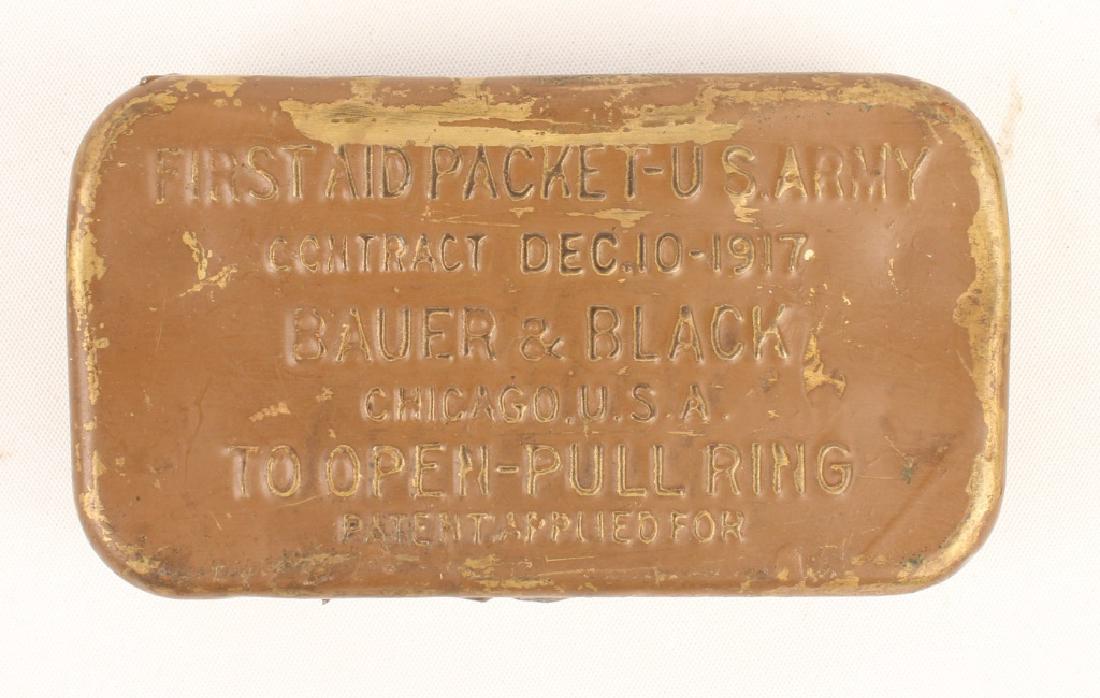 FIRST AID PACKET-U.S. ARMY
CONTRACT DEC.10-1917
BAUER & BLACK
CHICAGO.U.S.A.
TO OPEN-PULL RING
PATENT APPLIED FOR